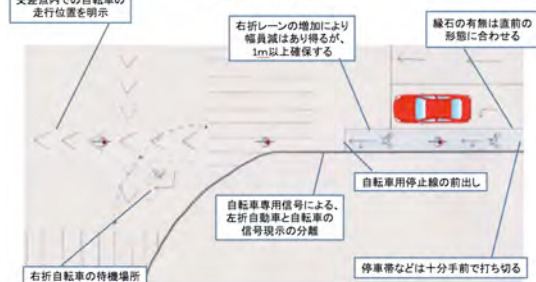 交差点内での自転車の
走行位置を明示
右折レーンの増加により
幅員減はあり得るが、
1m以上確保する
縁石の有無は直前の
形態に合わせる
自転車用停止線の前出し
自転車専用信号による、
左折自動車と自転車の
信号現示の分離
右折自転車の待機場所
停車帯などは十分手前で打ち切る